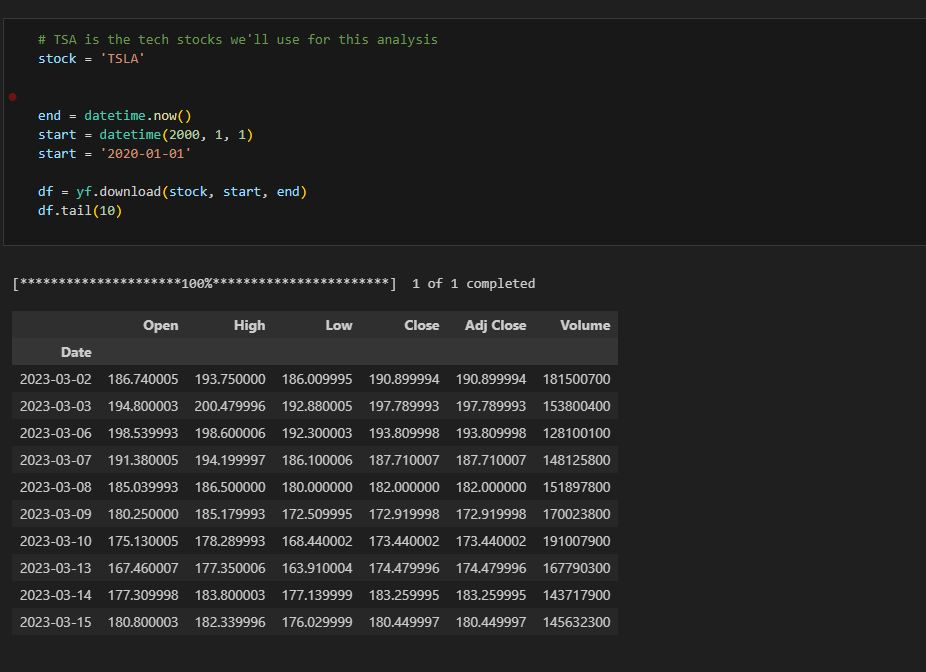 # TSA is the tech stocks we'll use for this analysis
stock = 'TSLA'
end = datetime.now()
start = datetime(2000, 1, 1)
start = '2020-01-01'
df = yf.download(stock, start, end)
df.tail(10)
[*********************100%***********************]  1 of 1 completed
Open High Low Close Adj Close Volume
Date
2023-03-02 186.740005 193.750000 186.009995 190.899994 190.899994 181500700
2023-03-03 194.800003 200.479996 192.880005 197.789993 197.789993 153800400
2023-03-06 198.539993 198.600006 192.300003 193.809998 193.809998 128100100
2023-03-07 191.380005 194.199997 186.100006 187.710007 187.710007 148125800
2023-03-08 185.039993 186.500000 180.000000 182.000000 182.000000 151897800
2023-03-09 180.250000 185.179993 172.509995 172.919998 172.919998 170023800
2023-03-10 175.130005 178.289993 168.440002 173.440002 173.440002 191007900
2023-03-13 167.460007 177.350006 163.910004 174.479996 174.479996 167790300
2023-03-14 177.309998 183.800003 177.139999 183.259995 183.259995 143717900
2023-03-15 180.800003 182.339996 176.029999 180.449997 180.449997 145632300